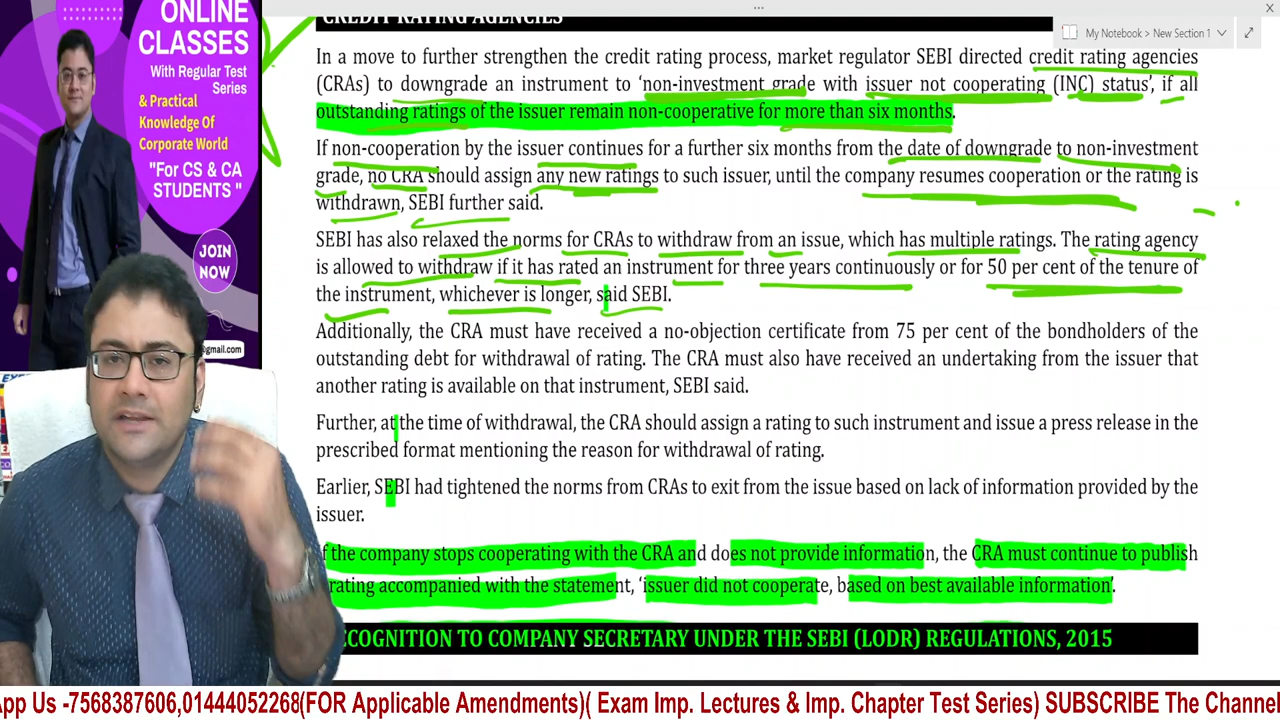 ONLINE
CLASSES
With Regular Test
Series
& Practical
Knowledge Of
Corporate World
"For CS & CA
STUDENTS "
JOIN
NOW
@gmail.com
My Notebook > New Section 1
CREDIT RATING AGENCIES
In a move to further strengthen the credit rating process, market regulator SEBI directed credit rating agencies
(CRAs) to downgrade an instrument to ‘non-investment grade with issuer not cooperating (INC) status’, if all
outstanding ratings of the issuer remain non-cooperative for more than six months.
If non-cooperation by the issuer continues for a further six months from the date of downgrade to non-investment
grade, no CRA should assign any new ratings to such issuer, until the company resumes cooperation or the rating is
withdrawn, SEBI further said.
SEBI has also relaxed the norms for CRAs to withdraw from an issue, which has multiple ratings. The rating agency
is allowed to withdraw if it has rated an instrument for three years continuously or for 50 per cent of the tenure of
the instrument, whichever is longer, said SEBI.
Additionally, the CRA must have received a no-objection certificate from 75 per cent of the bondholders of the
outstanding debt for withdrawal of rating. The CRA must also have received an undertaking from the issuer that
another rating is available on that instrument, SEBI said.
Further, at the time of withdrawal, the CRA should assign a rating to such instrument and issue a press release in the
prescribed format mentioning the reason for withdrawal of rating.
Earlier, SEBI had tightened the norms from CRAs to exit from the issue based on lack of information provided by the
issuer.
f the company stops cooperating with the CRA and does not provide information, the CRA must continue to publish
rating accompanied with the statement, ‘issuer did not cooperate, based on best available information’.
ECOGNITION TO COMPANY SECRETARY UNDER THE SEBI (LODR) REGULATIONS, 2015
App Us -7568387606,01444052268(FOR Applicable Amendments)( Exam Imp. Lectures & Imp. Chapter Test Series) SUBSCRIBE The Channel